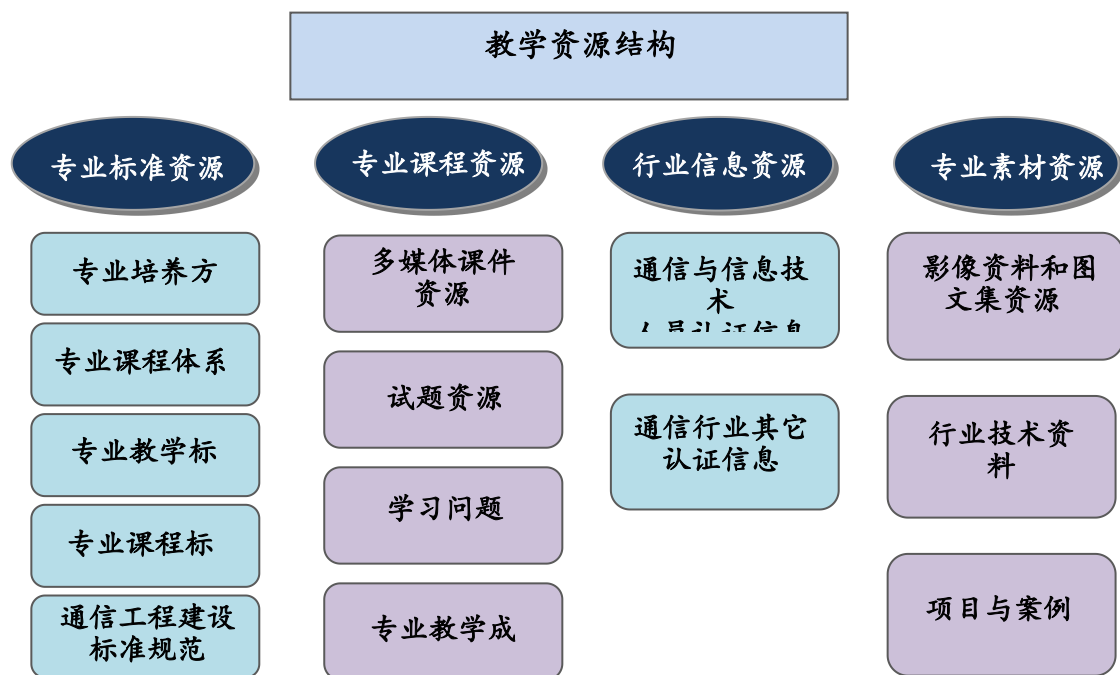 教学资源结构
专业标准资源
专业课程资源
行业信息资源
专业素材资源
专业培养方
专业课程体系
专业教学标
专业课程标
通信工程建设
标准规范
多媒体课件
资源
试题资源
学习问题
专业教学成
通信与信息技
术
人员认证信息
通信行业其它
认证信息
影像资料和图
文集资源
行业技术资
料
项目与案例